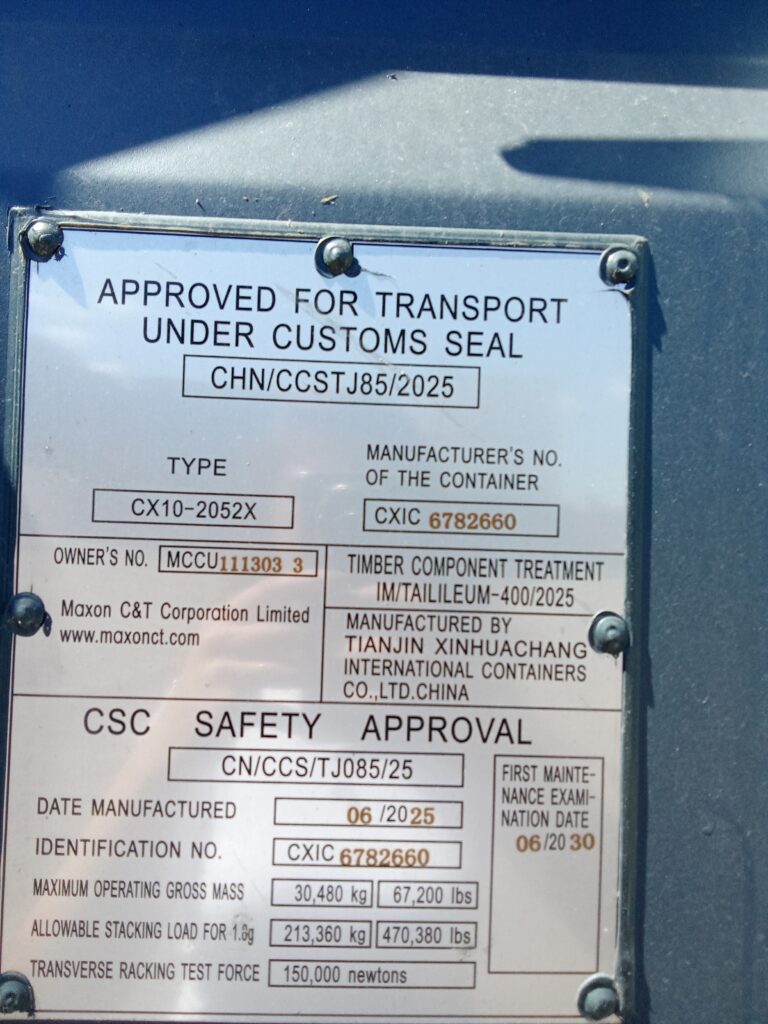 APPROVED FOR TRANSPORT
UNDER CUSTOMS SEAL
CHN/CCSTJ85/2025
TYPE
CX10-2052X
MANUFACTURER'S NO.
OF THE CONTAINER
CXIC 6782660
OWNER'S NO. MCCU111303 3
Maxon C&T Corporation Limited
www.maxonct.com
TIMBER COMPONENT TREATMENT
IM/TAILILEUM-400/2025
MANUFACTURED BY
TIANJIN XINHUACHANG
INTERNATIONAL CONTAINERS
CO.,LTD.CHINA
CSC SAFETY APPROVAL
CN/CCS/TJ085/25
DATE MANUFACTURED 06 /2025
IDENTIFICATION NO. CXIC 6782660
MAXIMUM OPERATING GROSS MASS 30,480 kg 67,200 lbs
ALLOWABLE STACKING LOAD FOR 1.8g 213,360 kg 470,380 lbs
TRANSVERSE RACKING TEST FORCE 150,000 newtons
FIRST MAINTE-
NANCE EXAMI-
NATION DATE
06/20 30